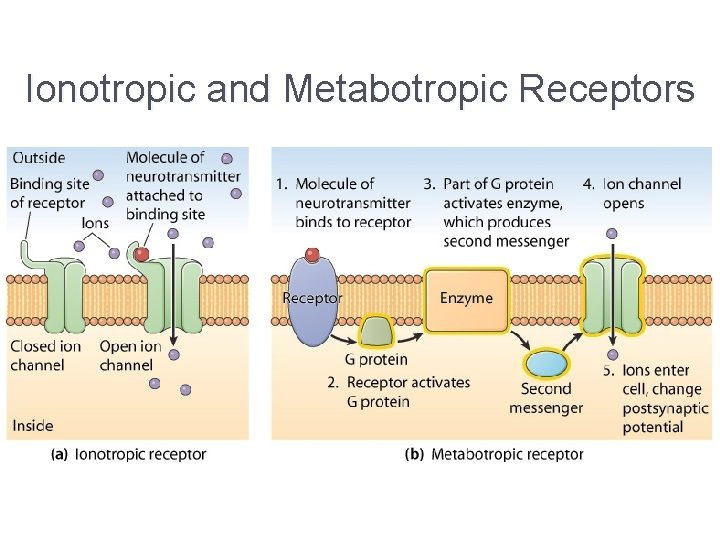 Ionotropic and Metabotropic Receptors
Outside
Binding site
of receptor
Ions
Molecule of
neurotransmitter
attached to
binding site
Closed ion
channel
Open ion
channel
Inside
(a) Ionotropic receptor
1. Molecule of
neurotransmitter
binds to receptor
3. Part of G protein
activates enzyme,
which produces
second messenger
4. Ion channel
opens
Receptor
Enzyme
G protein
2. Receptor activates
G protein
Second
messenger
5. Ions enter
cell, change
postsynaptic
potential
(b) Metabotropic receptor